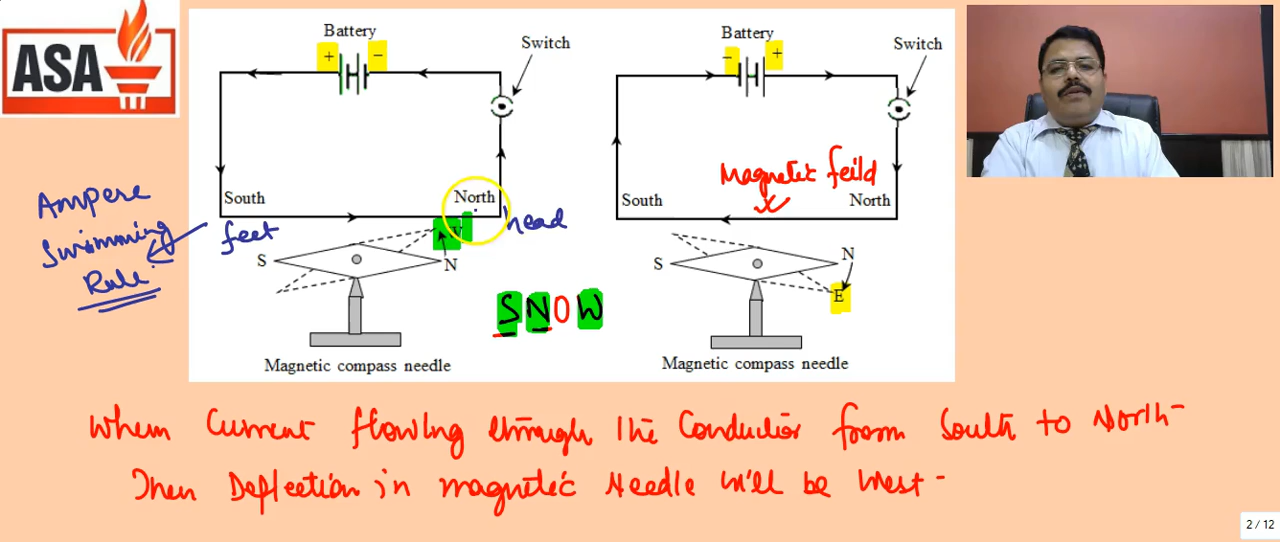 ASA
Battery
+ −
Switch
South
North
S
W
N
Magnetic compass needle
Battery
− +
Switch
Magnetic feild
South
North
S
N
E
Magnetic compass needle
Ampere
Swimming
Rule
feet
head
SNOW
When Current flowing through the Conductor from South to North
Then Deflection in magnetic Needle will be West
2 / 12